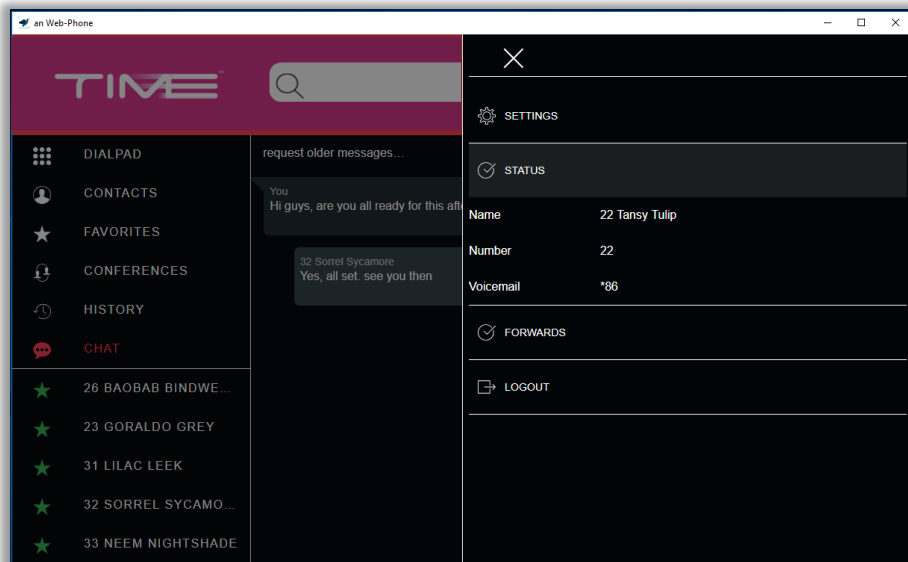 an Web-Phone
TIME
DIALPAD
CONTACTS
FAVORITES
CONFERENCES
HISTORY
CHAT
26 BAOBAB BINDWE...
23 GORALDO GREY
31 LILAC LEEK
32 SORREL SYCAMO...
33 NEEM NIGHTSHADE
request older messages...
You
Hi guys, are you all ready for this afte
32 Sorrel Sycamore
Yes, all set. see you then
SETTINGS
STATUS
Name 22 Tansy Tulip
Number 22
Voicemail *86
FORWARDS
LOGOUT